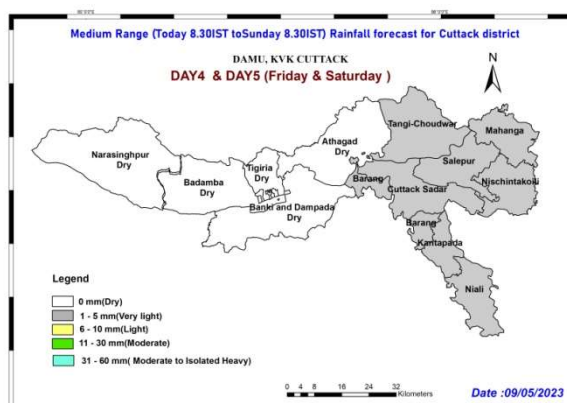 Medium Range (Today 8.30IST toSunday 8.30IST) Rainfall forecast for Cuttack district
DAMU, KVK CUTTACK
DAY4 & DAY5 (Friday & Saturday )
N
Tangi-Choudwar
Mahanga
Athagad
Dry
Narasinghpur
Dry
Salepur
Tigiria
Dry
Badamba
Dry
Barang
Nischintakoili
Cuttack Sadar
Banki and Dampada
Dry
Barang
Kantapada
Niali
Legend
0 mm(Dry)
1 - 5 mm(Very light)
6 - 10 mm(Light)
11 - 30 mm(Moderate)
31 - 60 mm( Moderate to Isolated Heavy)
0 4 8 16 24 32
Kilometers
Date :09/05/2023